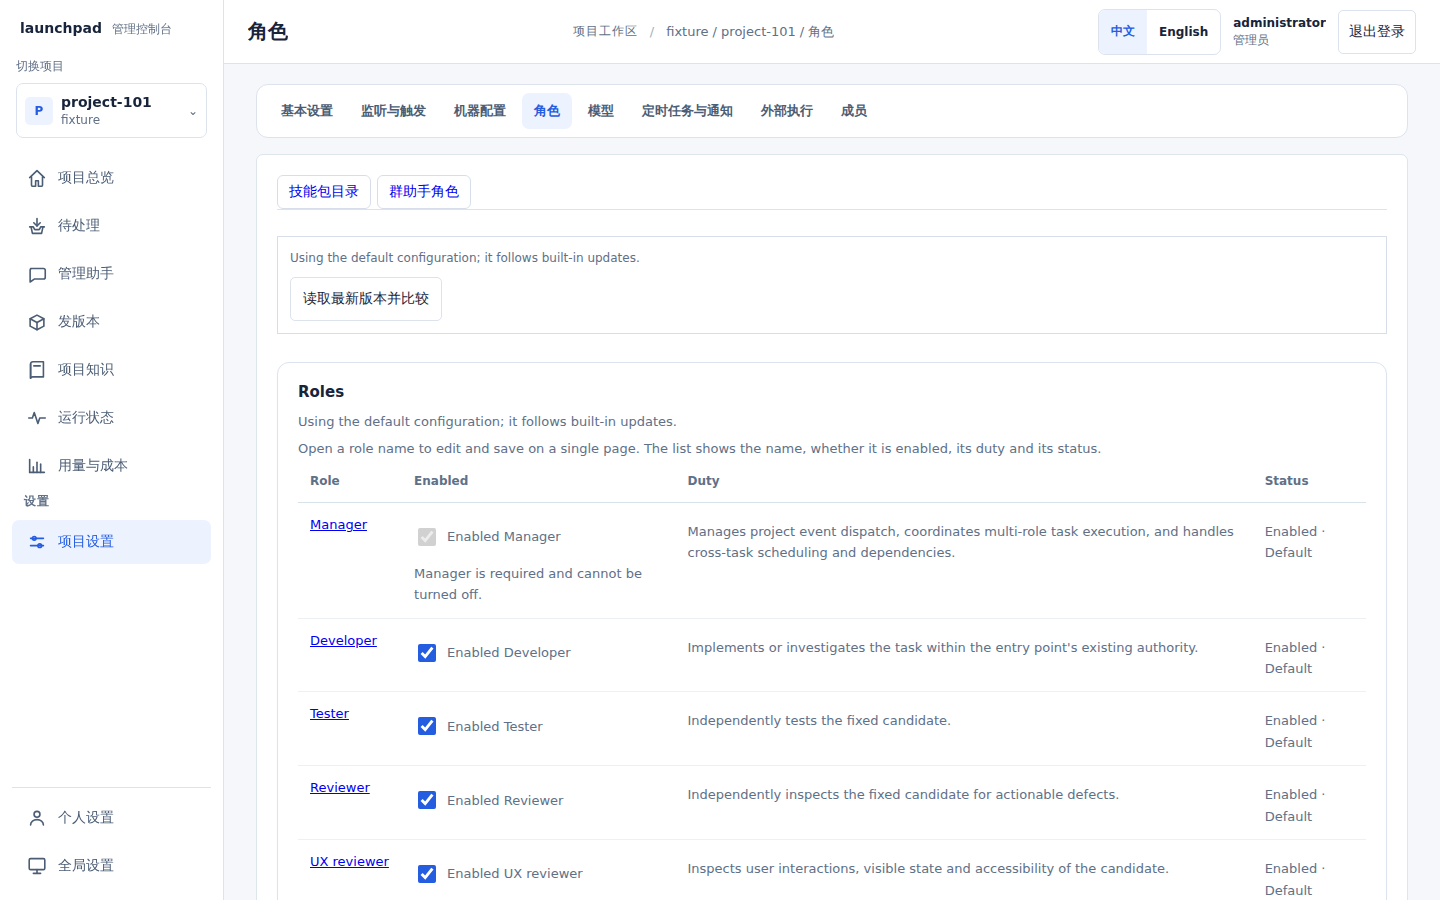 launchpad 管理控制台
切换项目
P
project-101
fixture
项目总览
待处理
管理助手
发版本
项目知识
运行状态
用量与成本
设置
项目设置
个人设置
全局设置
角色
项目工作区 / fixture / project-101 / 角色
中文 English
administrator
管理员
退出登录
基本设置 监听与触发 机器配置 角色 模型 定时任务与通知 外部执行 成员
技能包目录 群助手角色
Using the default configuration; it follows built-in updates.
读取最新版本并比较
Roles
Using the default configuration; it follows built-in updates.
Open a role name to edit and save on a single page. The list shows the name, whether it is enabled, its duty and its status.
Role Enabled Duty Status
Manager
Enabled Manager
Manager is required and cannot be
turned off.
Manages project event dispatch, coordinates multi-role task execution, and handles
cross-task scheduling and dependencies.
Enabled ·
Default
Developer
Enabled Developer
Implements or investigates the task within the entry point's existing authority.
Enabled ·
Default
Tester
Enabled Tester
Independently tests the fixed candidate.
Enabled ·
Default
Reviewer
Enabled Reviewer
Independently inspects the fixed candidate for actionable defects.
Enabled ·
Default
UX reviewer
Enabled UX reviewer
Inspects user interactions, visible state and accessibility of the candidate.
Enabled ·
Default